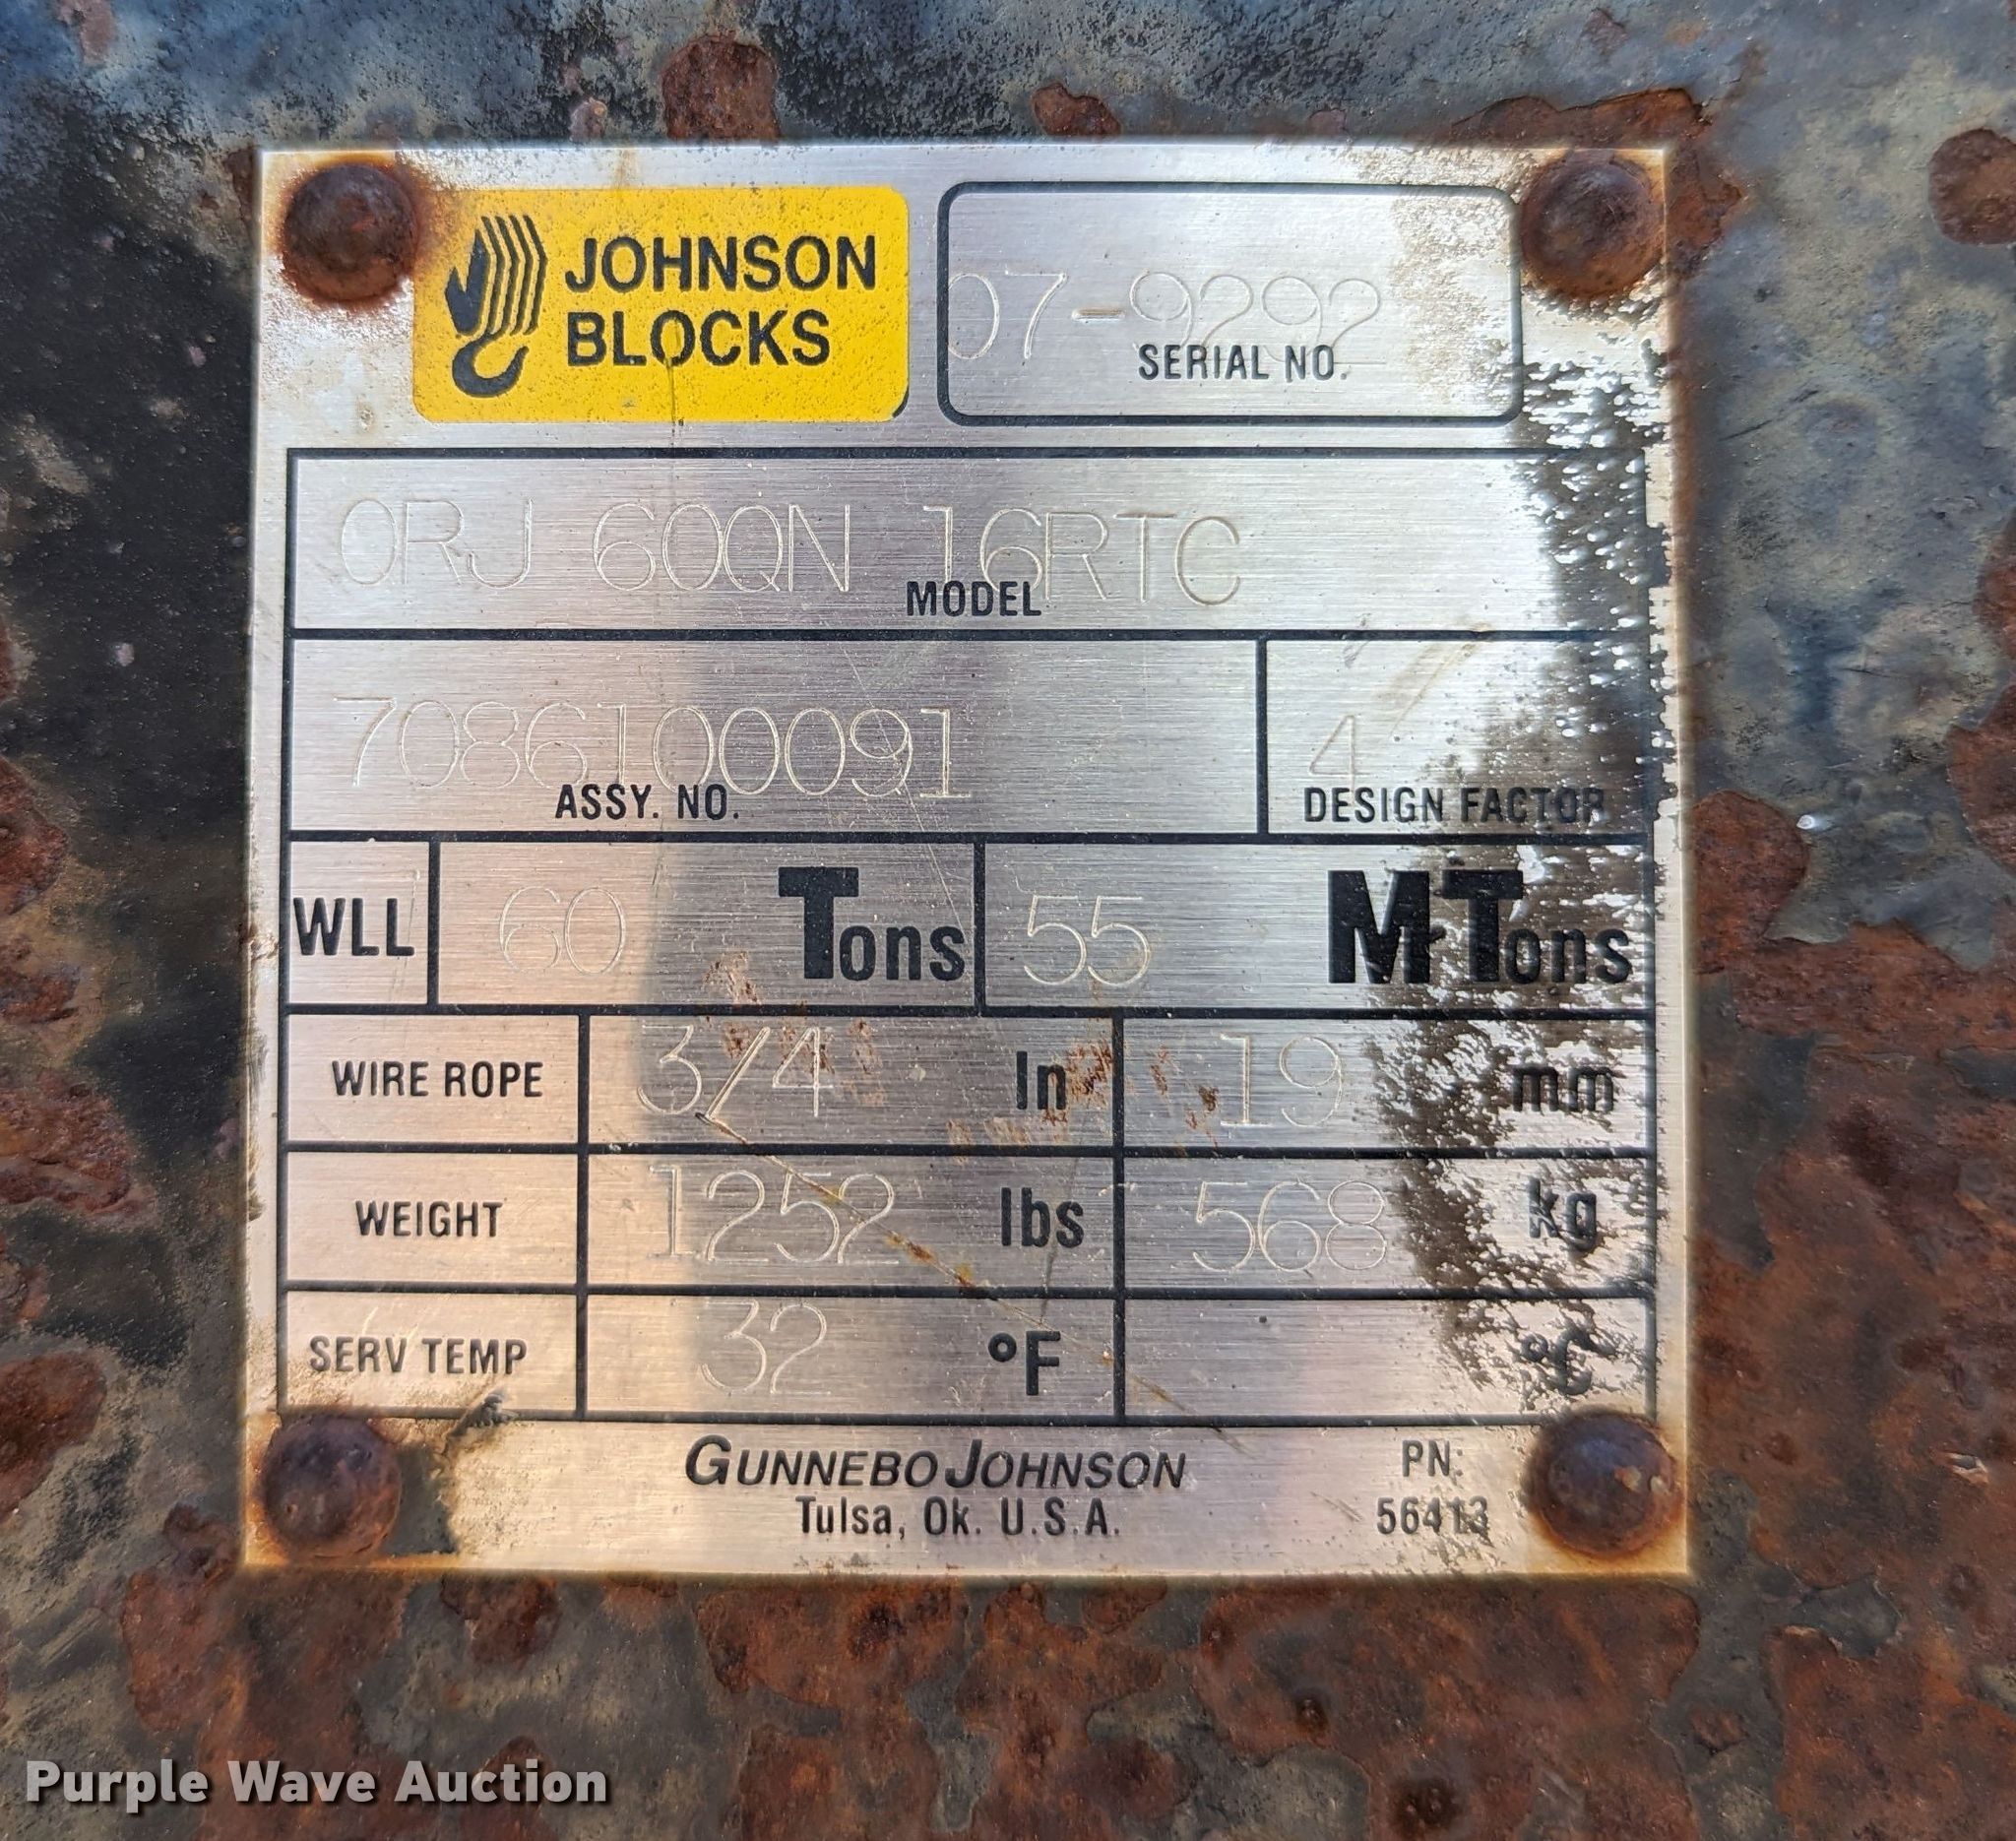 JOHNSON
BLOCKS
07-9292
SERIAL NO.
ORJ 60QN 16RTC
MODEL
7086100091
ASSY. NO.
4
DESIGN FACTOR
WLL 60 Tons 55 M-Tons
WIRE ROPE 3/4 In 19 mm
WEIGHT 1252 lbs 568 kg
SERV TEMP 32 °F °C
GUNNEBO JOHNSON
Tulsa, Ok. U.S.A.
PN:
56413
Purple Wave Auction